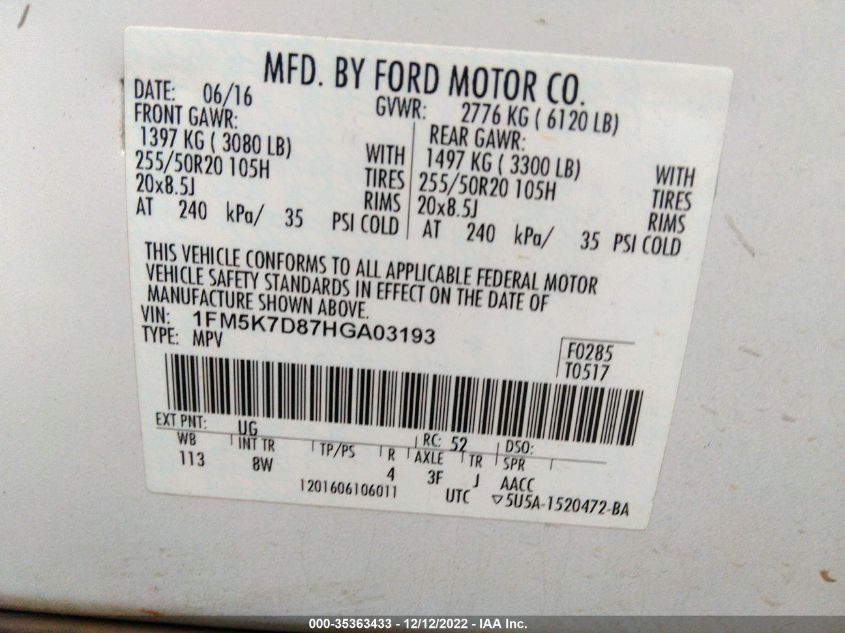 MFD. BY FORD MOTOR CO.
DATE: 06/16 GVWR: 2776 KG ( 6120 LB)
FRONT GAWR: REAR GAWR:
1397 KG ( 3080 LB) WITH 1497 KG ( 3300 LB) WITH
255/50R20 105H TIRES 255/50R20 105H TIRES
20x8.5J RIMS 20x8.5J RIMS
AT 240 kPa/ 35 PSI COLD AT 240 kPa/ 35 PSI COLD
THIS VEHICLE CONFORMS TO ALL APPLICABLE FEDERAL MOTOR
VEHICLE SAFETY STANDARDS IN EFFECT ON THE DATE OF
MANUFACTURE SHOWN ABOVE.
VIN: 1FM5K7D87HGA03193
TYPE: MPV
F0285
T0517
EXT PNT: UG RC: 52 DSO:
WB INT TR TP/PS R AXLE TR SPR
113 8W 4 3F J AACC
1201606106011 UTC ▽5U5A-1520472-BA
000-35363433 - 12/12/2022 - IAA Inc.